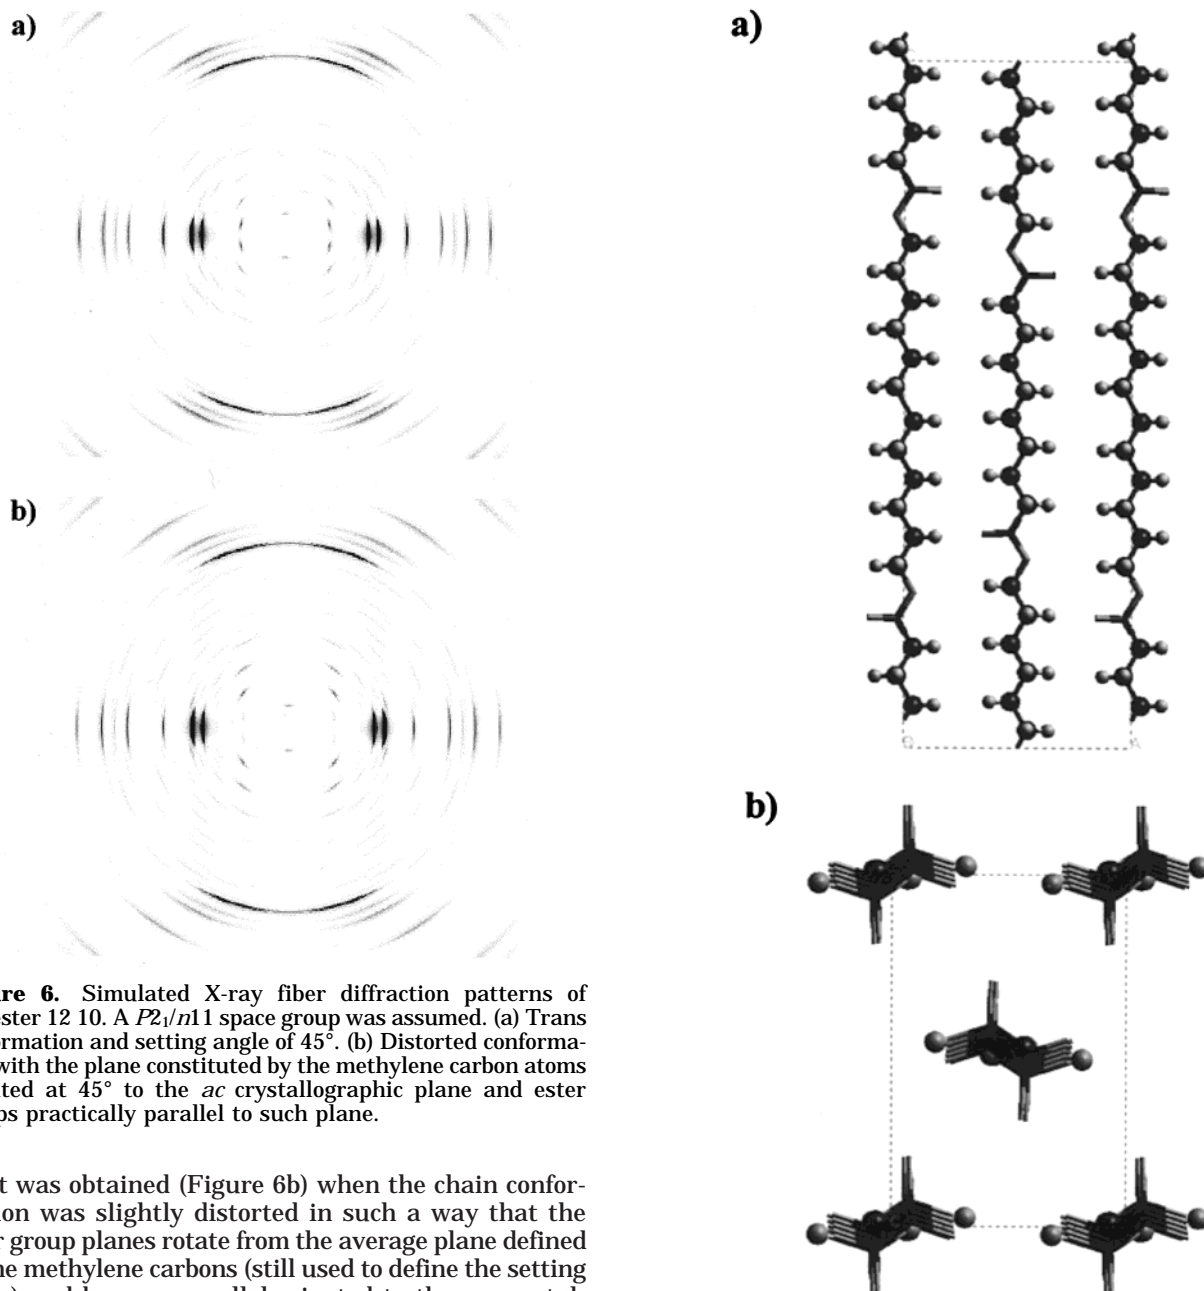 a)
b)
re 6. Simulated X-ray fiber diffraction patterns of
ester 12 10. A P2₁/n11 space group was assumed. (a) Trans
ormation and setting angle of 45°. (b) Distorted conforma-
with the plane constituted by the methylene carbon atoms
ted at 45° to the ac crystallographic plane and ester
ps practically parallel to such plane.
t was obtained (Figure 6b) when the chain confor-
ion was slightly distorted in such a way that the
r group planes rotate from the average plane defined
he methylene carbons (still used to define the setting
a)
A
b)